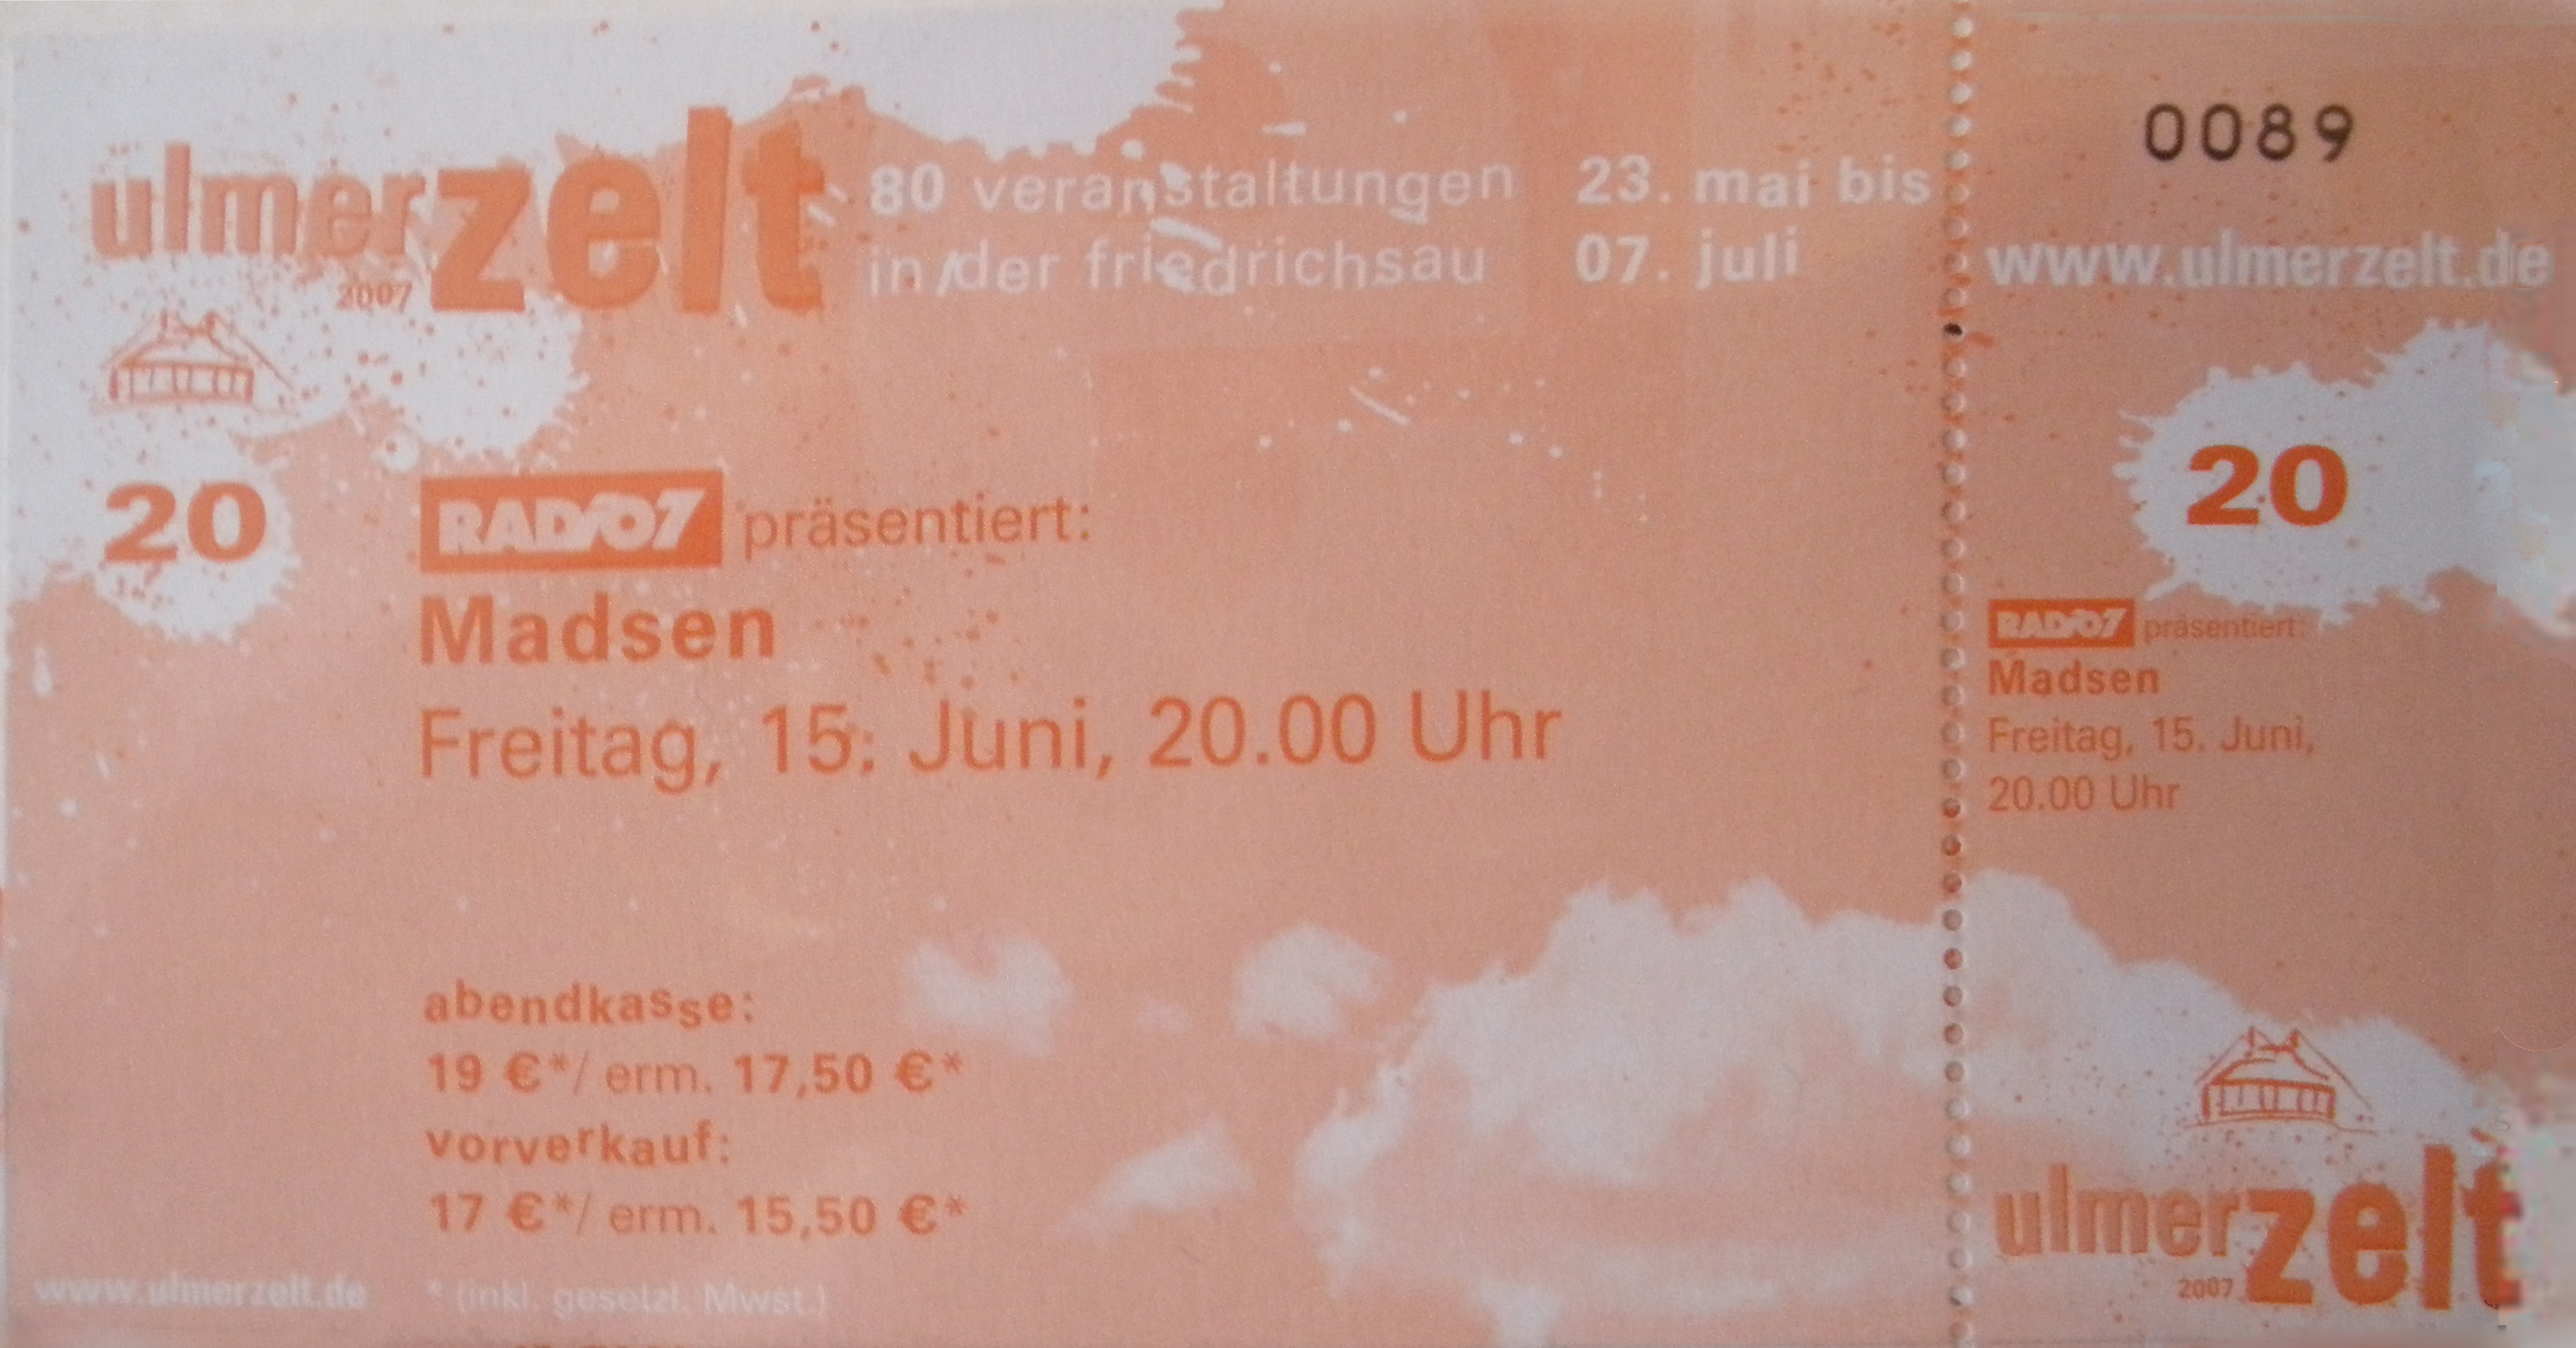 ulmerzelt
2007
80 veranstaltungen
in der friedrichsau
23. mai bis
07. juli
20
RADIO7 präsentiert:
Madsen
Freitag, 15. Juni, 20.00 Uhr
abendkasse:
19 €*/ erm. 17,50 €*
vorverkauf:
17 €*/ erm. 15,50 €*
www.ulmerzelt.de
* (inkl. gesetzl. Mwst.)
0089
www.ulmerzelt.de
20
RADIO7 präsentiert:
Madsen
Freitag, 15. Juni,
20.00 Uhr
ulmerzelt
2007